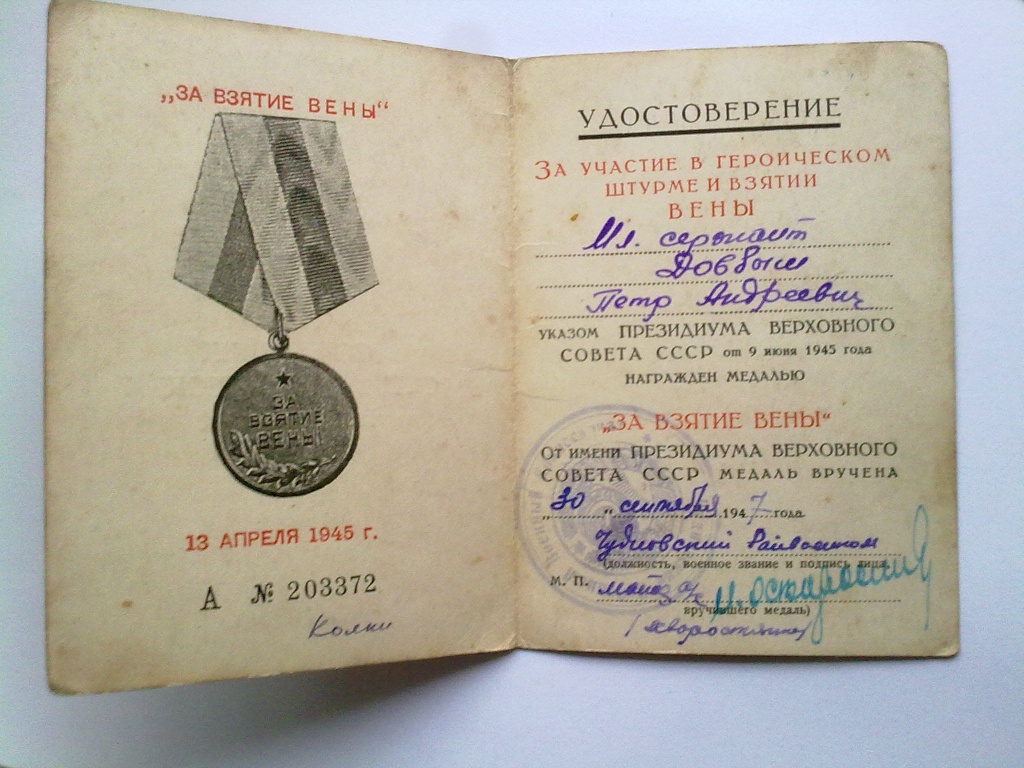 „ЗА ВЗЯТИЕ ВЕНЫ“
ЗА
ВЗЯТИЕ
ВЕНЫ
13 АПРЕЛЯ 1945 г.
А № 203372
Колки
УДОСТОВЕРЕНИЕ
ЗА УЧАСТИЕ В ГЕРОИЧЕСКОМ
ШТУРМЕ И ВЗЯТИИ
ВЕНЫ
Мл. сержант
Довбыш
Петр Андреевич
УКАЗОМ ПРЕЗИДИУМА ВЕРХОВНОГО
СОВЕТА СССР от 9 июня 1945 года
НАГРАЖДЕН МЕДАЛЬЮ
„ЗА ВЗЯТИЕ ВЕНЫ“
ОТ ИМЕНИ ПРЕЗИДИУМА ВЕРХОВНОГО
СОВЕТА СССР МЕДАЛЬ ВРУЧЕНА
„30 „ сентября 1947 года
Чудновский Райвоенком
(должность, военное звание и подпись лица,
М. П. майор
вручившего медаль)